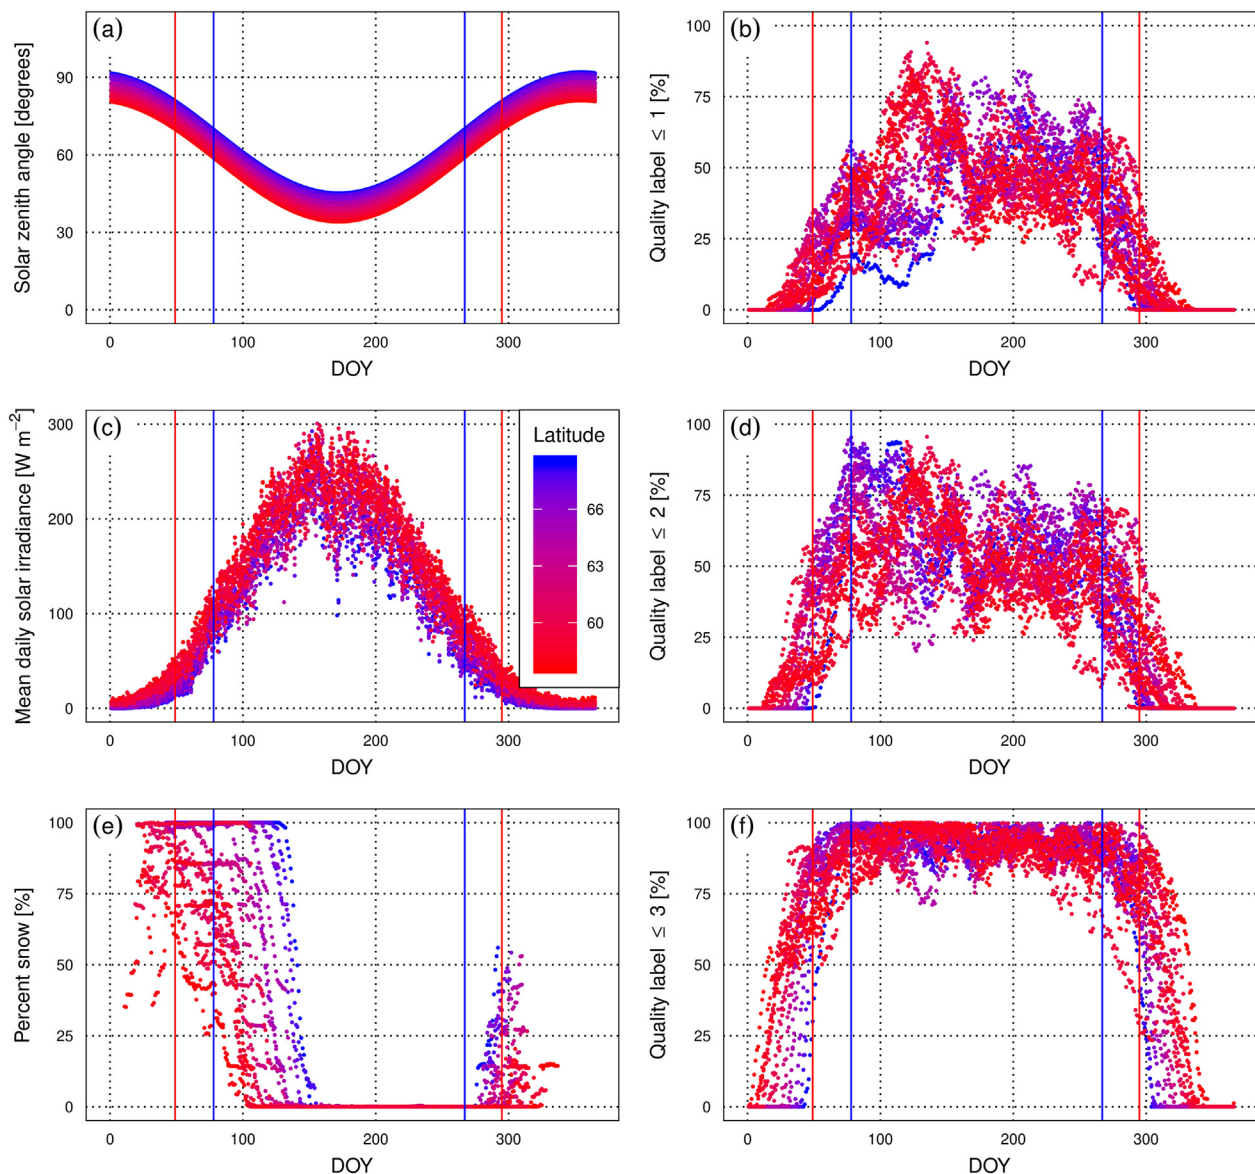 (a)
Solar zenith angle [degrees]
90
60
30
0
0 100 200 300
DOY
(b)
Quality label ≤ 1 [%]
100
75
50
25
0
0 100 200 300
DOY
(c)
Mean daily solar irradiance [W m−2]
300
200
100
0
0 100 200 300
DOY
Latitude
66
63
60
(d)
Quality label ≤ 2 [%]
100
75
50
25
0
0 100 200 300
DOY
(e)
Percent snow [%]
100
75
50
25
0
0 100 200 300
DOY
(f)
Quality label ≤ 3 [%]
100
75
50
25
0
0 100 200 300
DOY